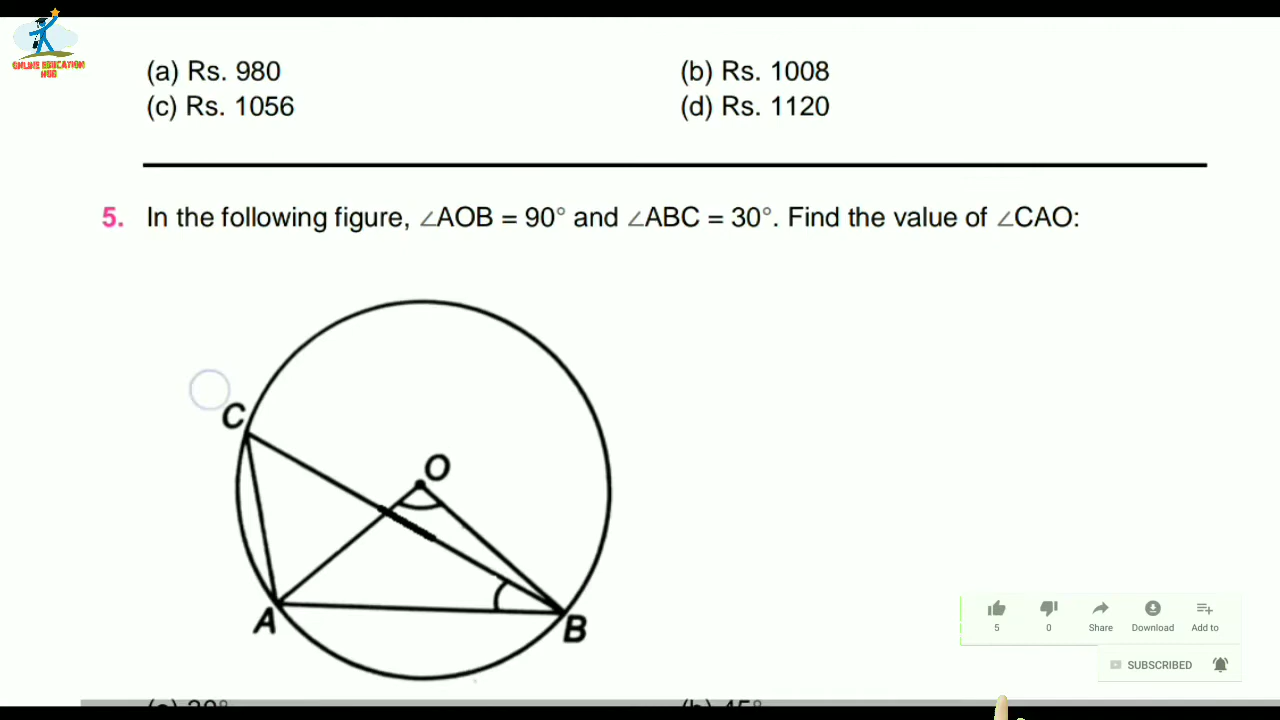 ONLINE EDUCATION
HUB
(a) Rs. 980
(b) Rs. 1008
(c) Rs. 1056
(d) Rs. 1120
5. In the following figure, ∠AOB = 90° and ∠ABC = 30°. Find the value of ∠CAO:
C
O
A
B
5
0
Share
Download
Add to
SUBSCRIBED